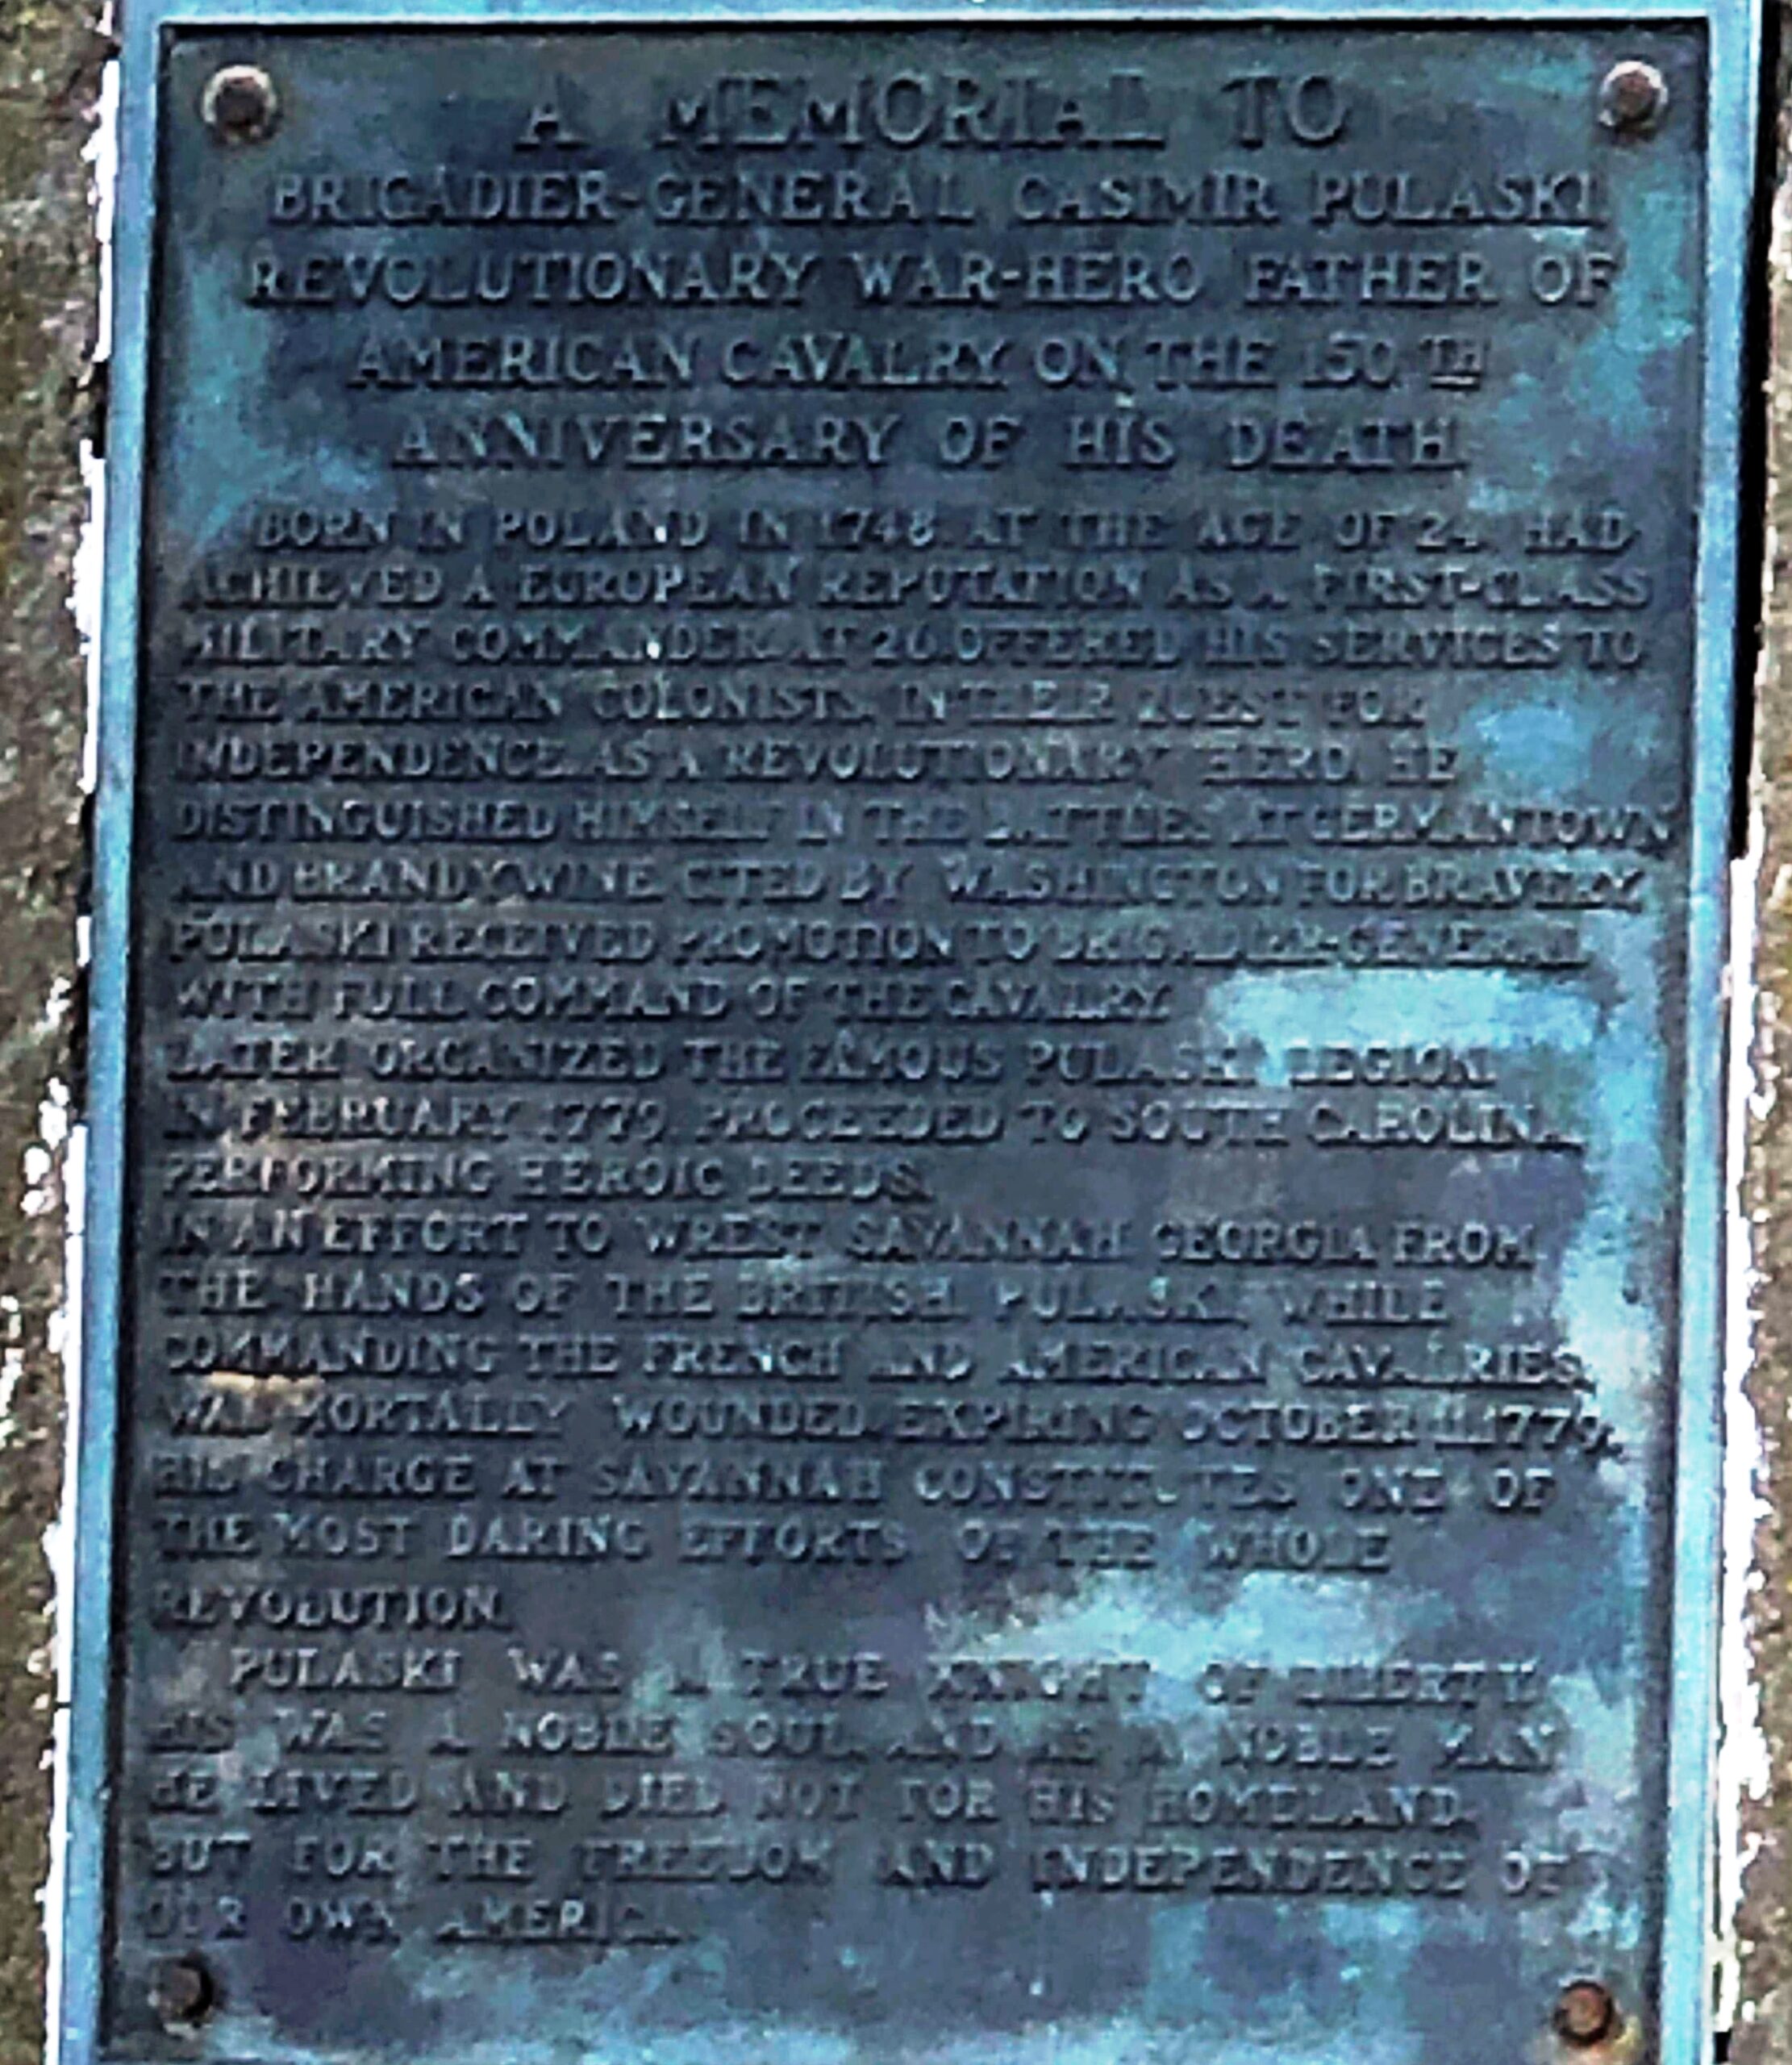 A MEMORIAL TO
BRIGADIER-GENERAL CASIMIR PULASKI
REVOLUTIONARY WAR-HERO FATHER OF
AMERICAN CAVALRY ON THE 150 TH
ANNIVERSARY OF HIS DEATH.
BORN IN POLAND IN 1748. AT THE AGE OF 24, HAD
ACHIEVED A EUROPEAN REPUTATION AS A FIRST-CLASS
MILITARY COMMANDER. AT 26. OFFERED HIS SERVICES TO
THE AMERICAN COLONISTS, IN THEIR QUEST FOR
INDEPENDENCE. AS A REVOLUTIONARY HERO, HE
DISTINGUISHED HIMSELF IN THE BATTLES AT GERMANTOWN
AND BRANDYWINE. CITED BY WASHINGTON FOR BRAVERY
PULASKI RECEIVED PROMOTION TO BRIGADIER-GENERAL
WITH FULL COMMAND OF THE CAVALRY.
LATER ORGANIZED THE FAMOUS PULASKI LEGION.
IN FEBRUARY 1779, PROCEEDED TO SOUTH CAROLINA
PERFORMING HEROIC DEEDS.
IN AN EFFORT TO WREST SAVANNAH GEORGIA FROM
THE HANDS OF THE BRITISH, PULASKI, WHILE
COMMANDING THE FRENCH AND AMERICAN CAVALRIES,
WAS MORTALLY WOUNDED, EXPIRING OCTOBER 11, 1779.
HIS CHARGE AT SAVANNAH CONSTITUTES ONE OF
THE MOST DARING EFFORTS OF THE WHOLE
REVOLUTION.
PULASKI WAS A TRUE KNIGHT OF LIBERTY.
HIS WAS A NOBLE SOUL, AND AS A NOBLE MAN
HE LIVED AND DIED NOT FOR HIS HOMELAND.
BUT FOR THE FREEDOM AND INDEPENDENCE OF
OUR OWN AMERICA.